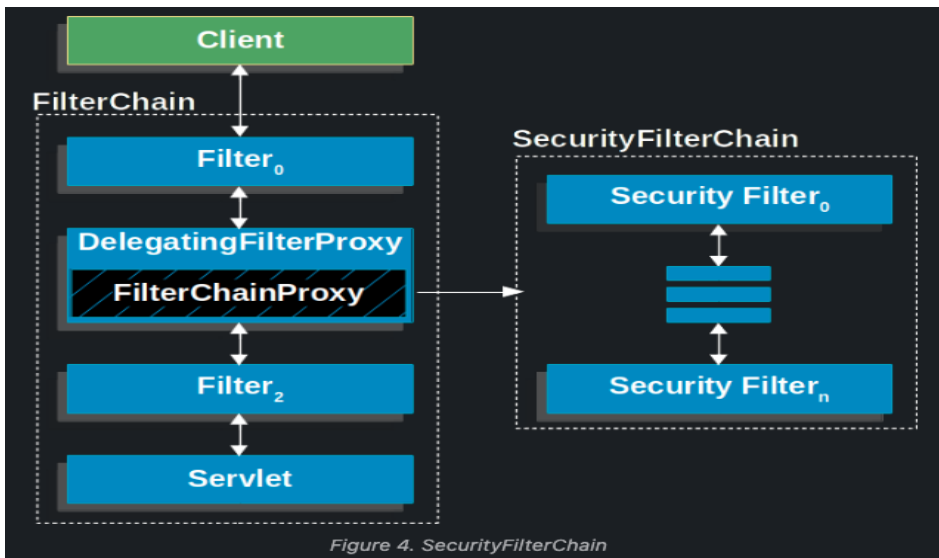 Client
FilterChain
Filter₀
DelegatingFilterProxy
FilterChainProxy
Filter₂
Servlet
SecurityFilterChain
Security Filter₀
Security Filterₙ
Figure 4. SecurityFilterChain